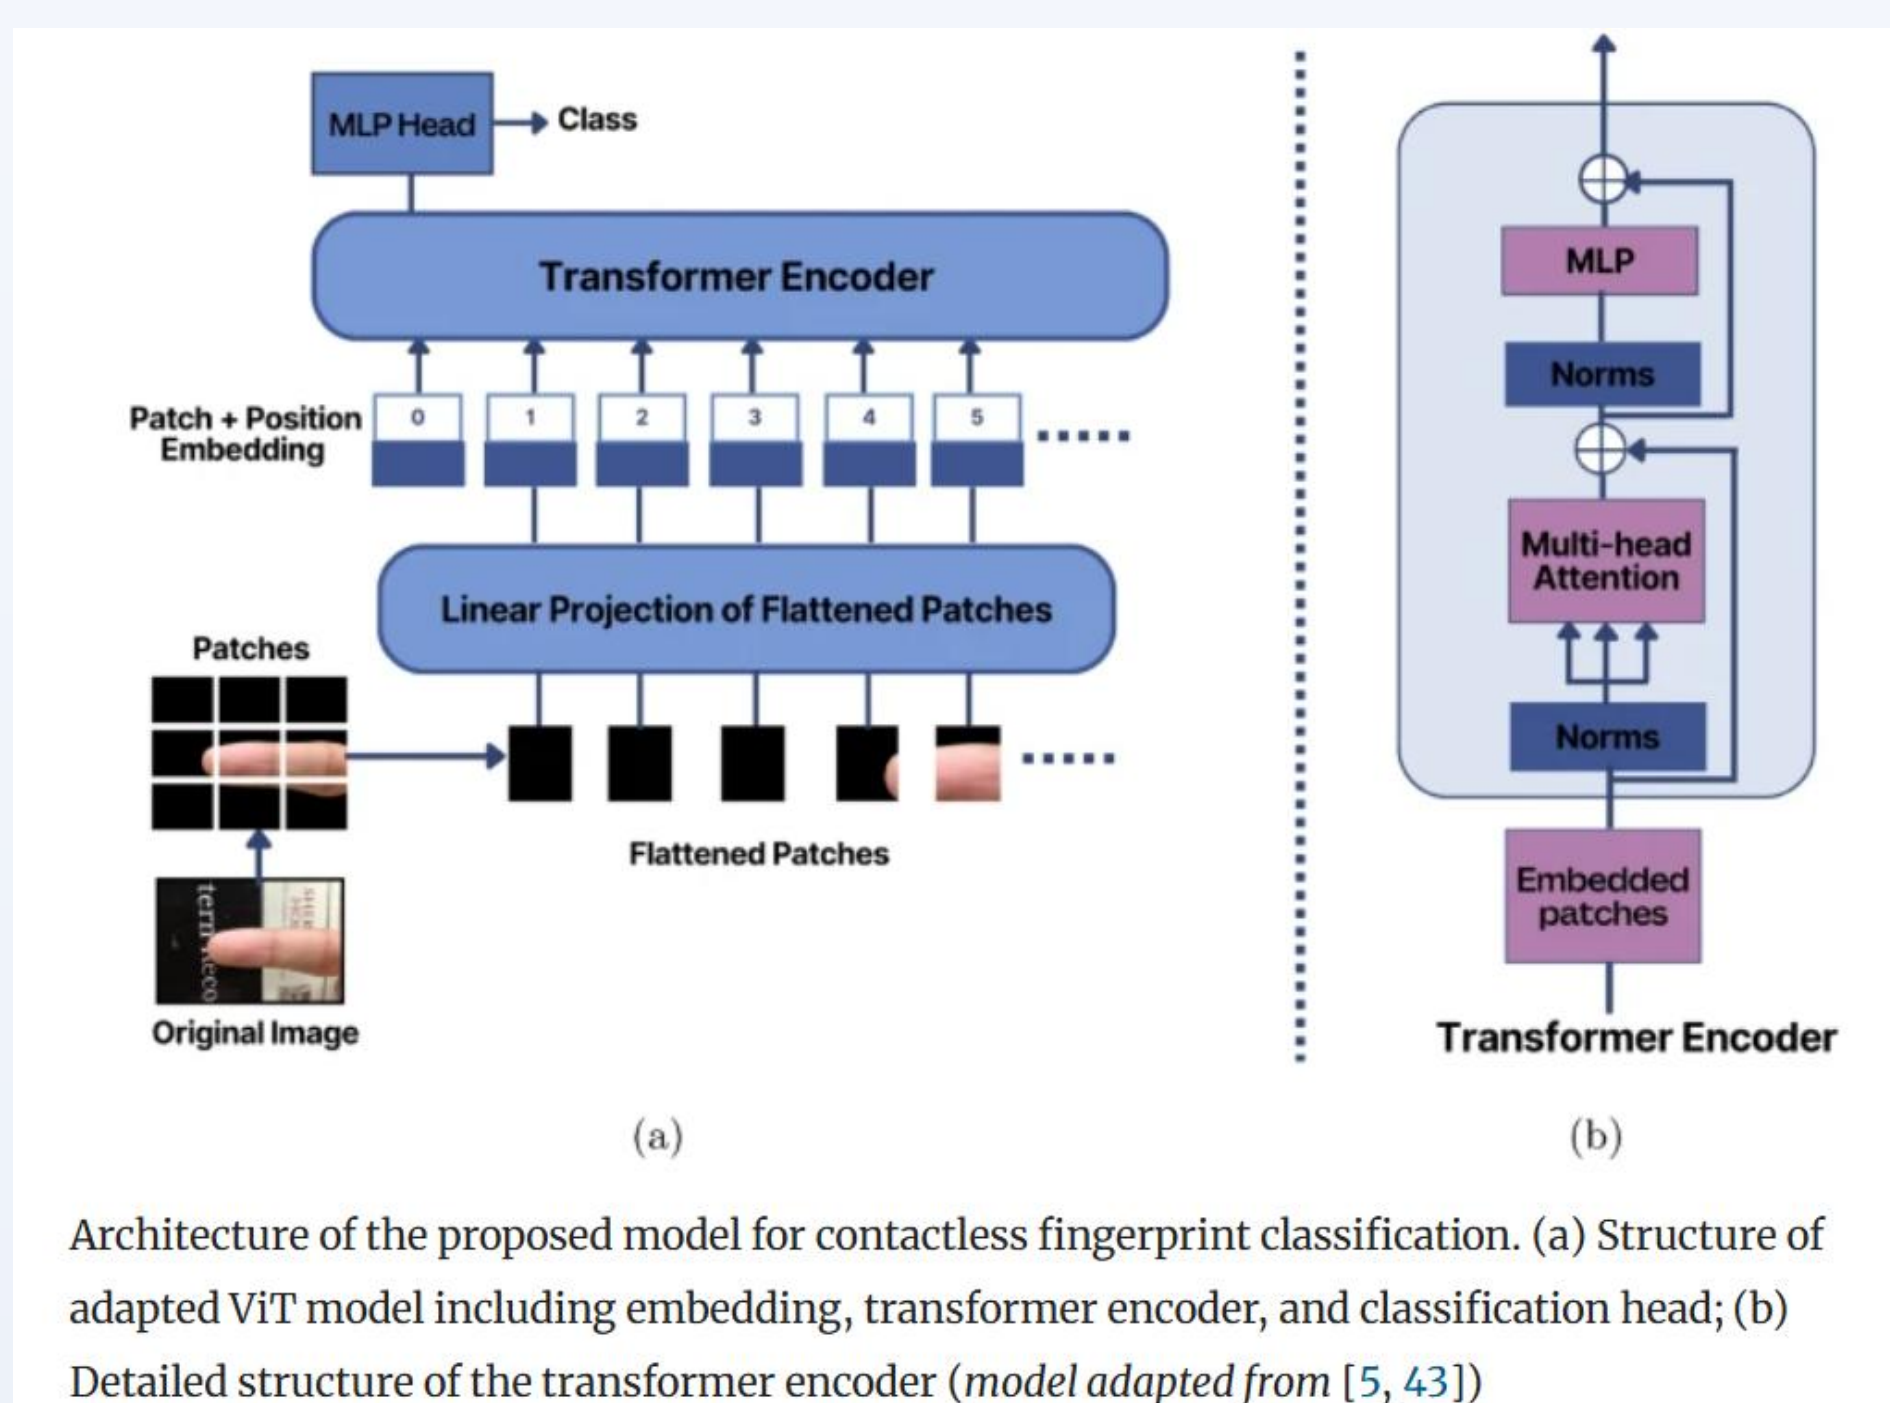 MLP Head
Class
Transformer Encoder
Patch + Position
Embedding
0
1
2
3
4
5
Linear Projection of Flattened Patches
Patches
Flattened Patches
Original Image
(a)
MLP
Norms
Multi-head
Attention
Norms
Embedded
patches
Transformer Encoder
(b)
Architecture of the proposed model for contactless fingerprint classification. (a) Structure of
adapted ViT model including embedding, transformer encoder, and classification head; (b)
Detailed structure of the transformer encoder (model adapted from [5, 43])